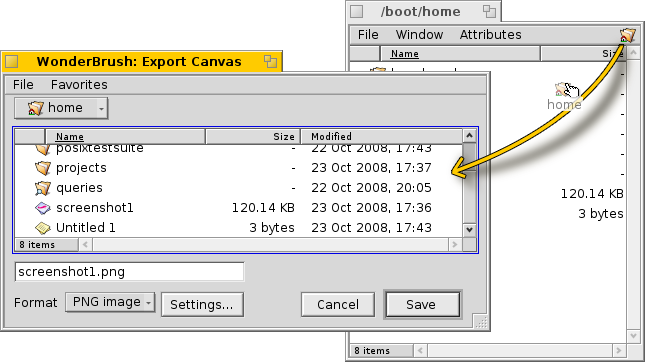 /boot/home
File Window Attributes
Name Size
-
-
home
-
-
-
-
120.14 KB
3 bytes
8 items
WonderBrush: Export Canvas
File Favorites
home
Name Size Modified
posixtestsuite - 22 Oct 2008, 17:43
projects - 23 Oct 2008, 17:37
queries - 22 Oct 2008, 20:05
screenshot1 120.14 KB 23 Oct 2008, 17:36
Untitled 1 3 bytes 23 Oct 2008, 17:43
8 items
screenshot1.png
Format PNG image Settings... Cancel Save